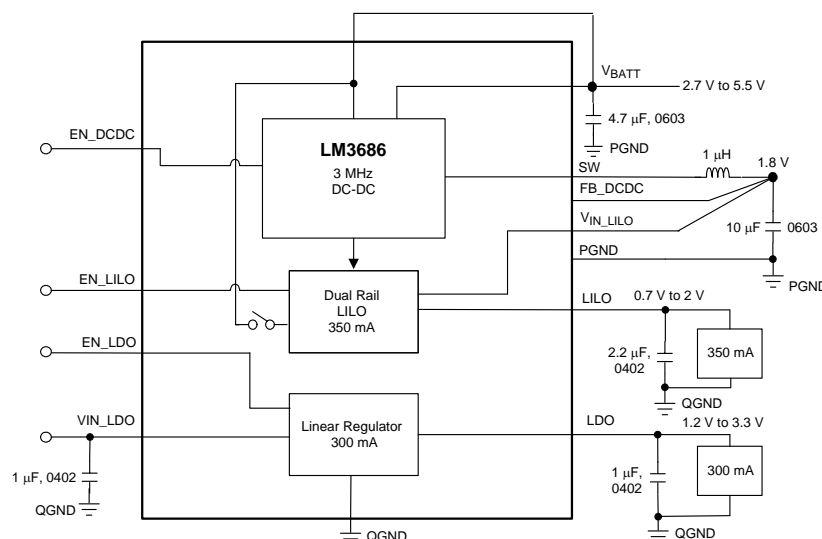 VBATT
2.7 V to 5.5 V
4.7 µF, 0603
PGND
EN_DCDC
LM3686
3 MHz
DC-DC
SW
1 µH
1.8 V
FB_DCDC
VIN_LILO
10 µF 0603
PGND
PGND
EN_LILO
Dual Rail
LILO
350 mA
LILO
0.7 V to 2 V
2.2 µF,
0402
350 mA
QGND
EN_LDO
VIN_LDO
1 µF, 0402
QGND
Linear Regulator
300 mA
QGND
LDO
1.2 V to 3.3 V
1 µF,
0402
300 mA
QGND